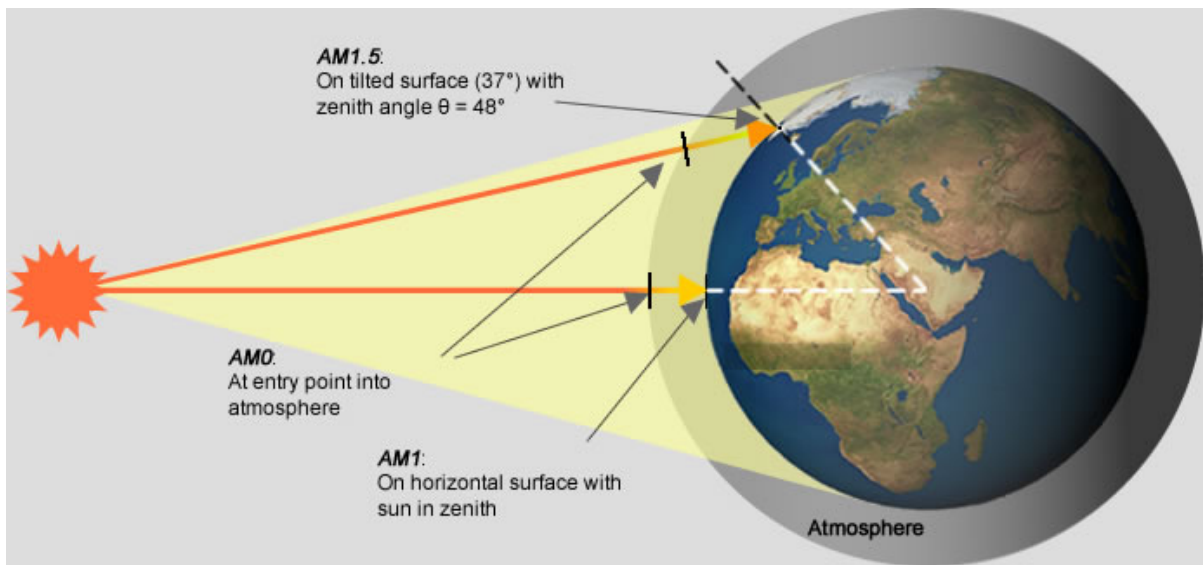 AM1.5:
On tilted surface (37°) with
zenith angle θ = 48°
AM0:
At entry point into
atmosphere
AM1:
On horizontal surface with
sun in zenith
Atmosphere